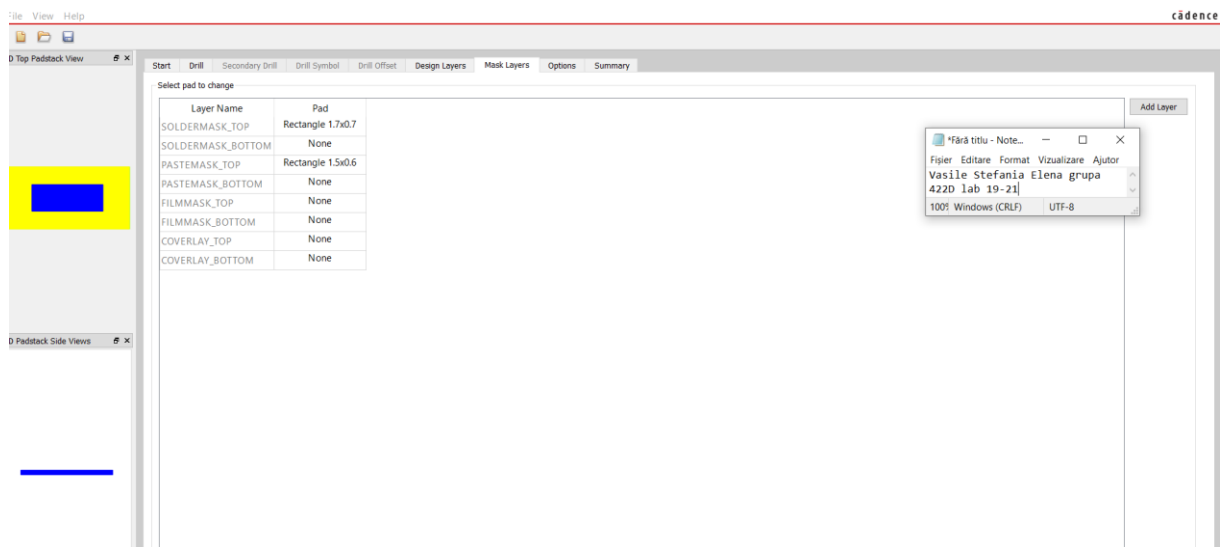 File View Help
cādence
D Top Padstack View
Start Drill Secondary Drill Drill Symbol Drill Offset Design Layers Mask Layers Options Summary
Select pad to change
Layer Name Pad
SOLDERMASK_TOP Rectangle 1.7x0.7
SOLDERMASK_BOTTOM None
PASTEMASK_TOP Rectangle 1.5x0.6
PASTEMASK_BOTTOM None
FILMMASK_TOP None
FILMMASK_BOTTOM None
COVERLAY_TOP None
COVERLAY_BOTTOM None
Add Layer
*Fără titlu - Note...
Fișier Editare Format Vizualizare Ajutor
Vasile Stefania Elena grupa
422D lab 19-21
100% Windows (CRLF) UTF-8
D Padstack Side Views